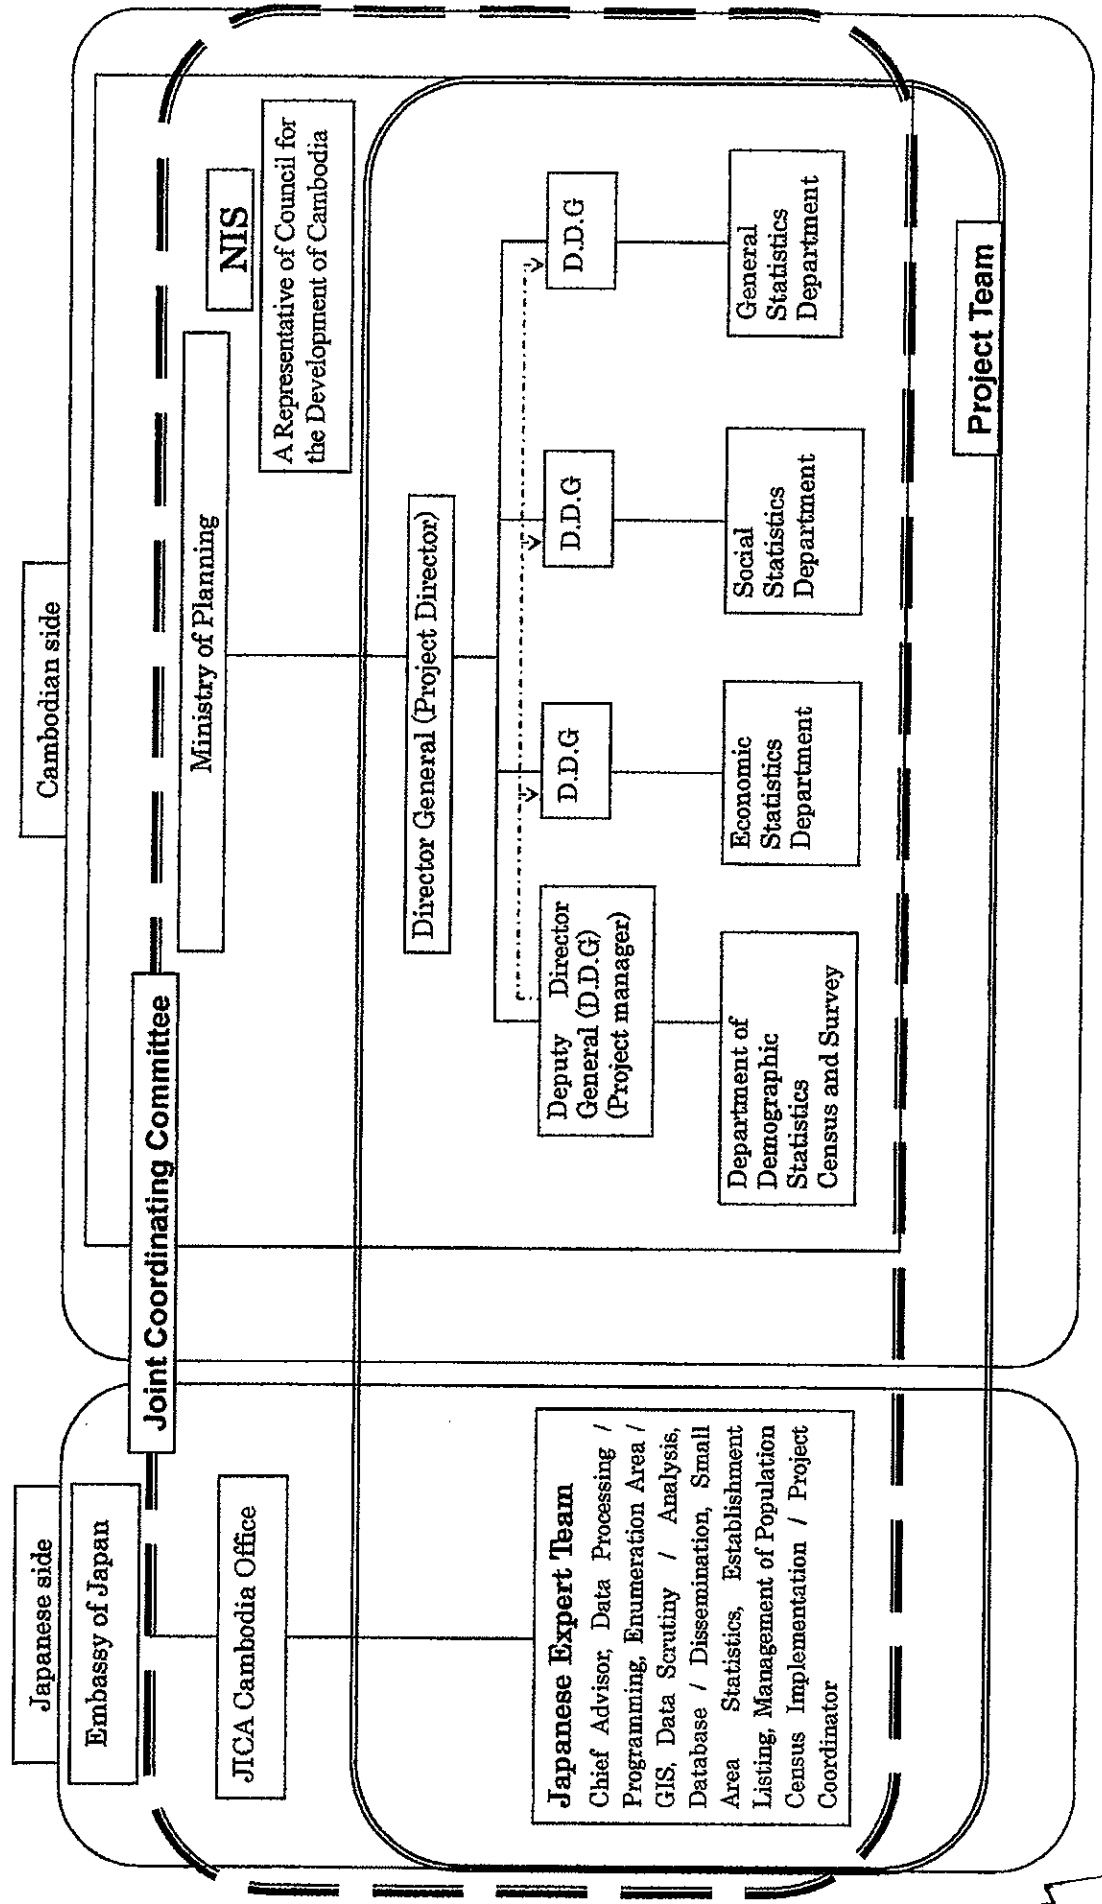 Japanese side
Cambodian side
Embassy of Japan
Joint Coordinating Committee
JICA Cambodia Office
Ministry of Planning
NIS
A Representative of Council for
the Development of Cambodia
Director General (Project Director)
Deputy Director
General (D.D.G)
(Project manager)
D.D.G
D.D.G
D.D.G
Japanese Expert Team
Chief Advisor, Data Processing /
Programming, Enumeration Area /
GIS, Data Scrutiny / Analysis,
Database / Dissemination, Small
Area Statistics, Establishment
Listing, Management of Population
Census Implementation / Project
Coordinator
Department of
Demographic
Statistics
Census and Survey
Economic
Statistics
Department
Social
Statistics
Department
General
Statistics
Department
Project Team